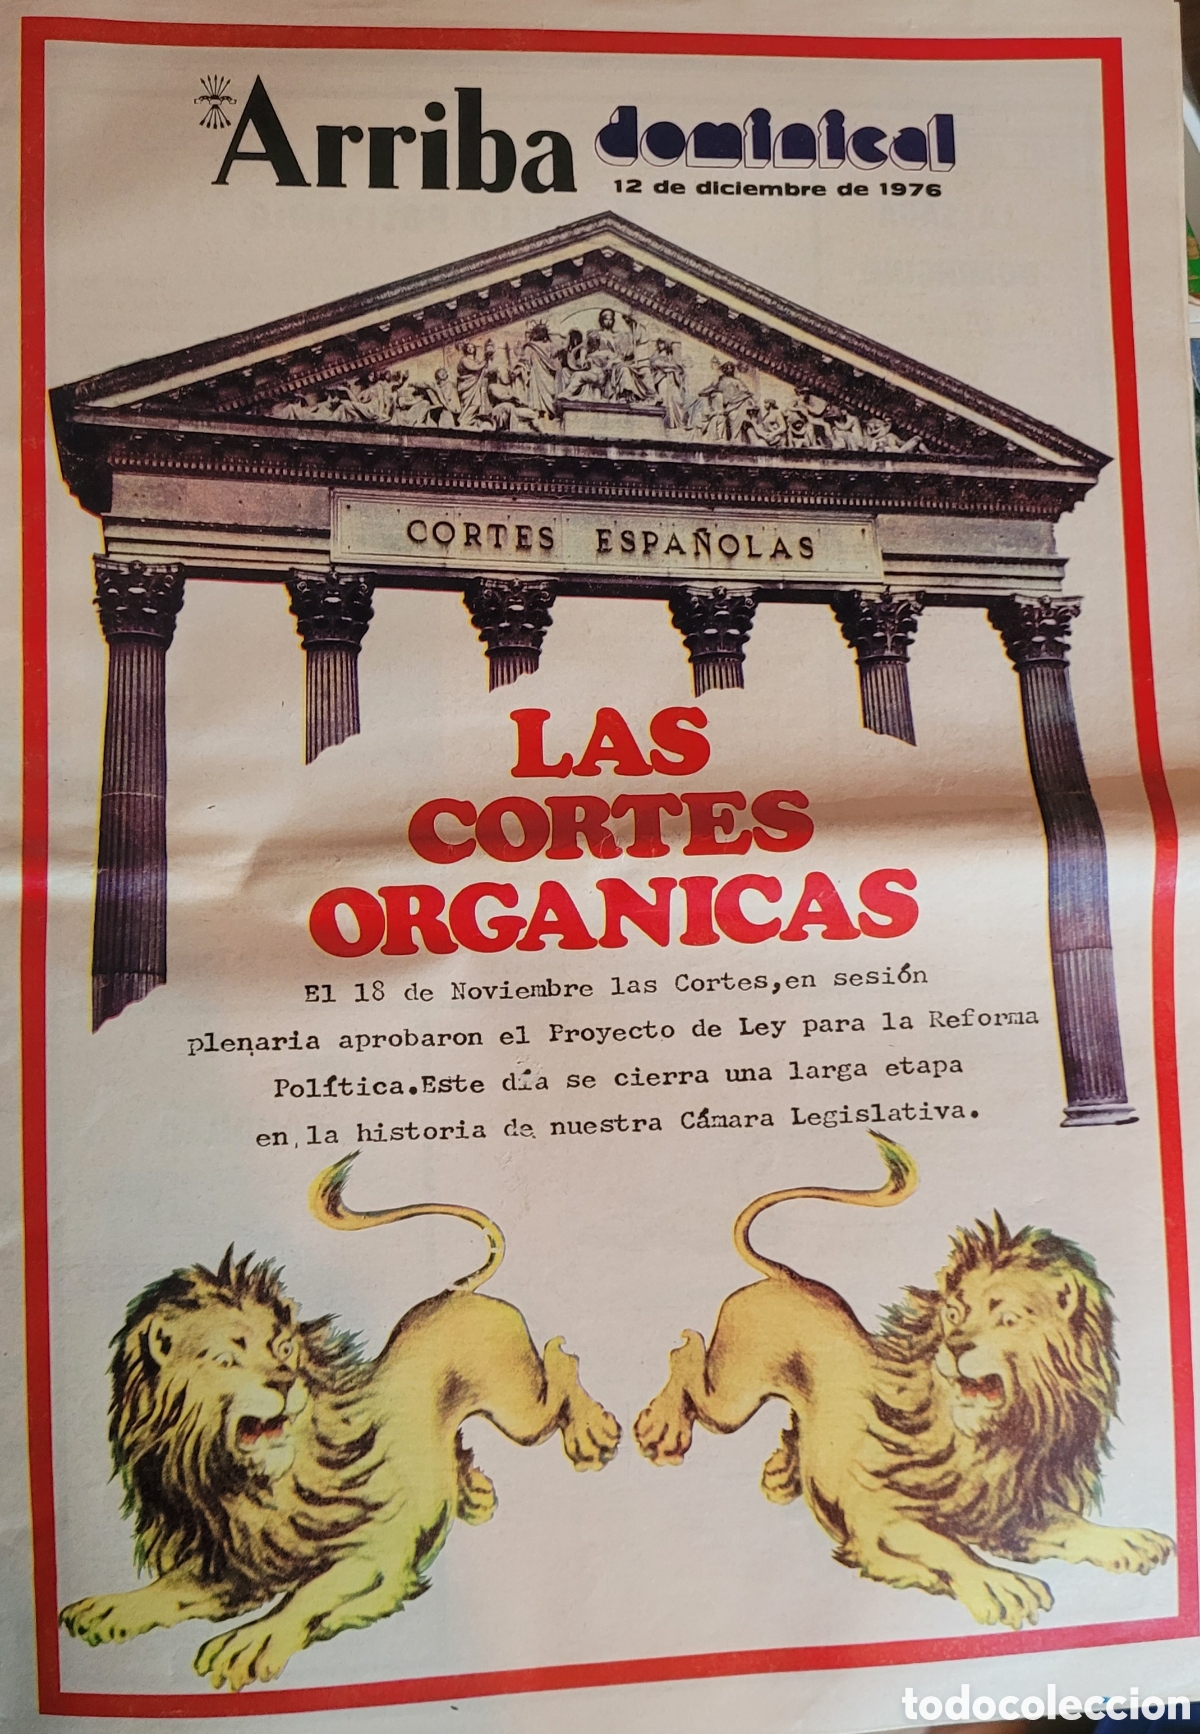 Arriba dominical
12 de diciembre de 1976
CORTES ESPAÑOLAS
LAS
CORTES
ORGANICAS
El 18 de Noviembre las Cortes,en sesión
plenaria aprobaron el Proyecto de Ley para la Reforma
Política.Este día se cierra una larga etapa
en la historia de nuestra Cámara Legislativa.
todocoleccion